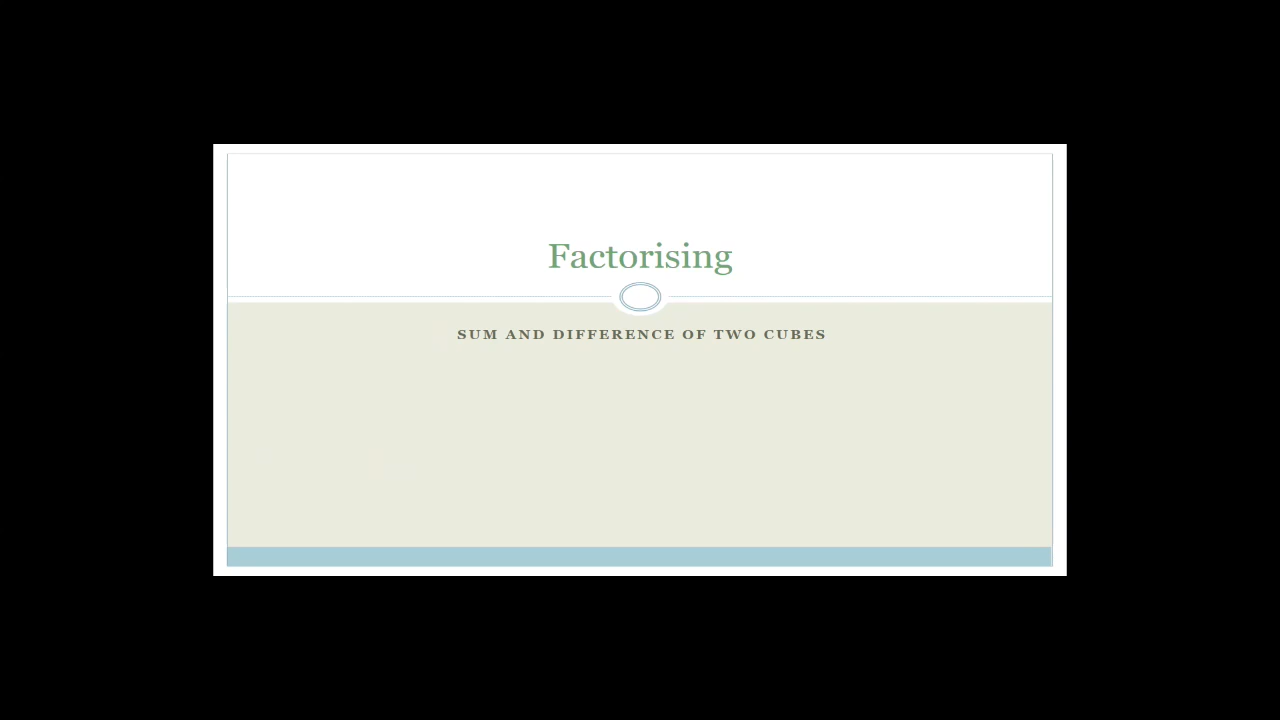 Factorising
SUM AND DIFFERENCE OF TWO CUBES